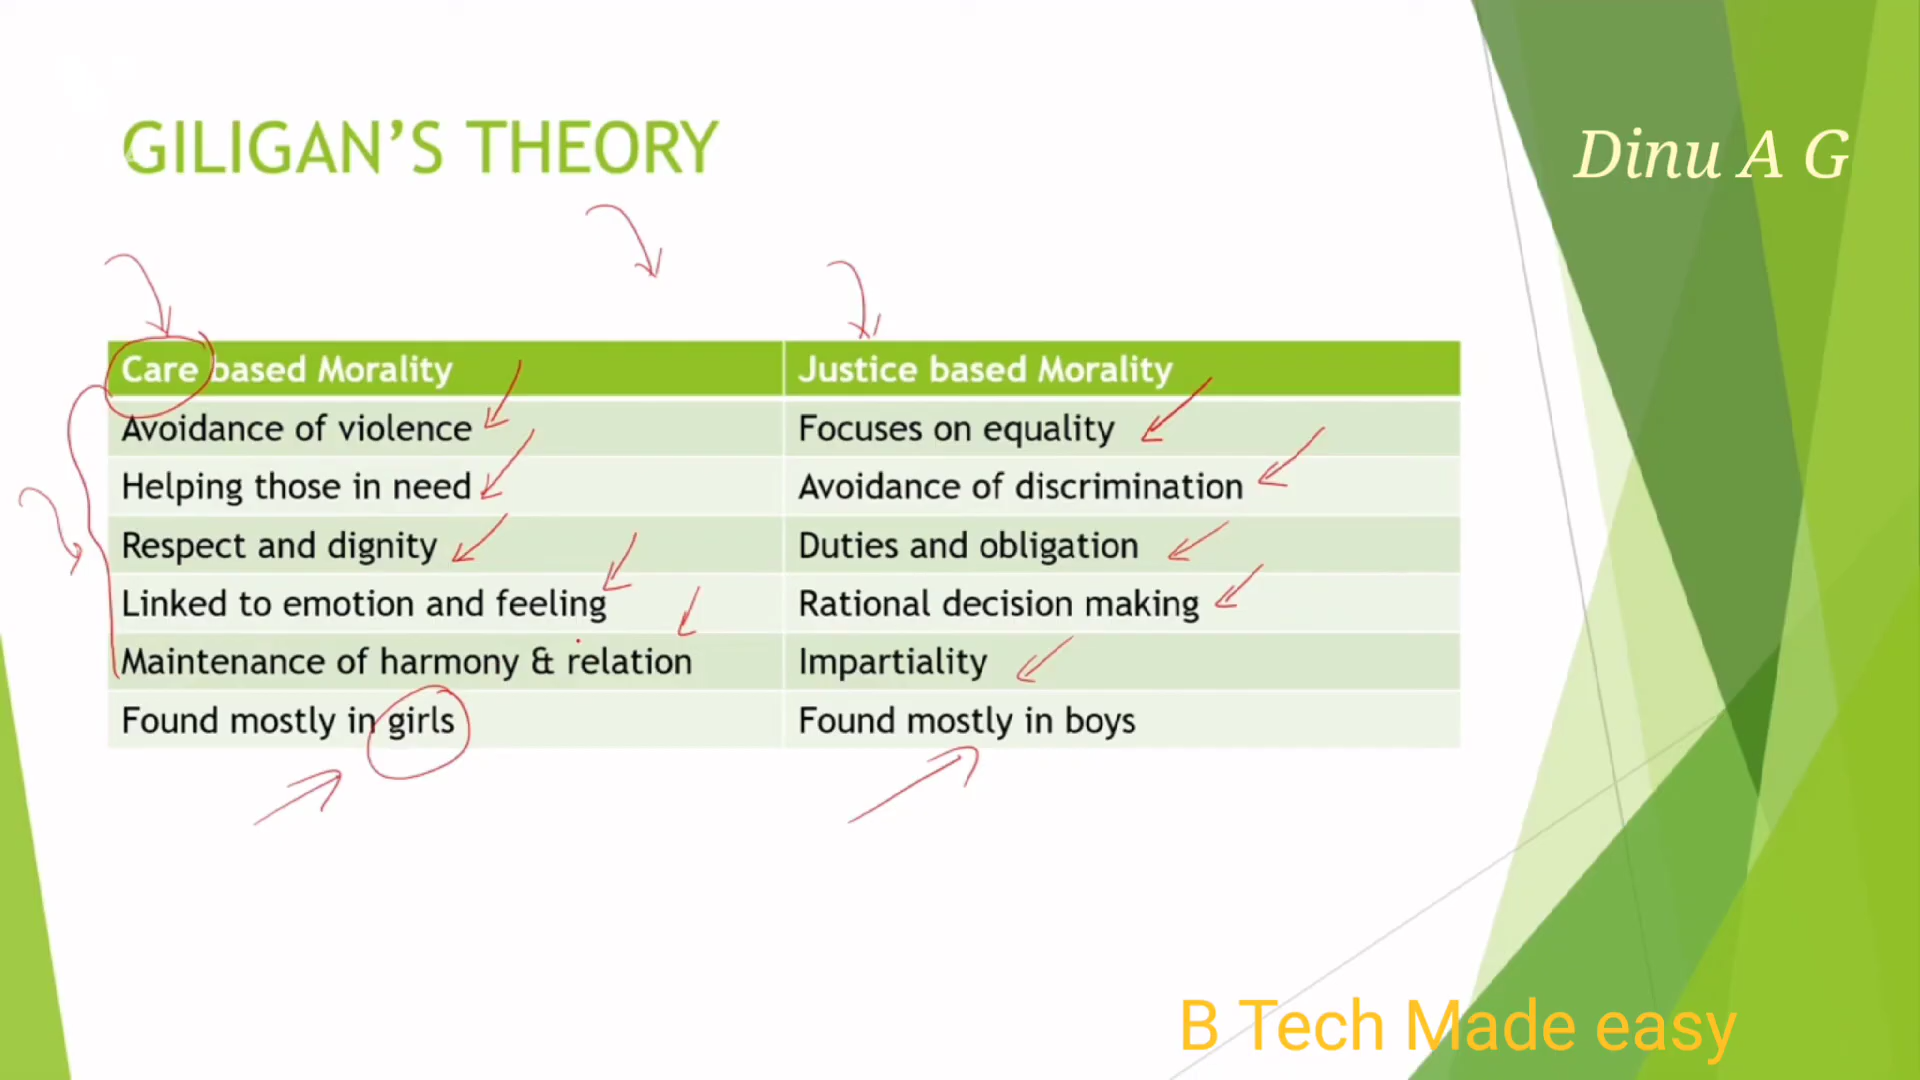 GILIGAN'S THEORY
Dinu A G
Care based Morality
Justice based Morality
Avoidance of violence
Focuses on equality
Helping those in need
Avoidance of discrimination
Respect and dignity
Duties and obligation
Linked to emotion and feeling
Rational decision making
Maintenance of harmony & relation
Impartiality
Found mostly in girls
Found mostly in boys
B Tech Made easy